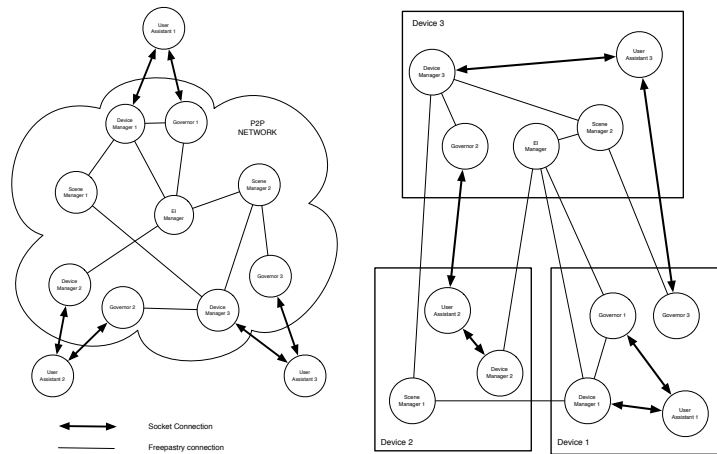 User
Assistant 1
P2P
NETWORK
Device
Manager 1
Governor 1
Scene
Manager 1
Scene
Manager 2
EI
Manager
Device
Manager 2
Governor 2
Device
Manager 3
Governor 3
User
Assistant 2
User
Assistant 3
Socket Connection
Freepastry connection
Device 3
Device
Manager 3
User
Assistant 3
Governor 2
EI
Manager
Scene
Manager 2
User
Assistant 2
Device
Manager 2
Scene
Manager 1
Device 2
Governor 1
Governor 3
Device
Manager 1
User
Assistant 1
Device 1